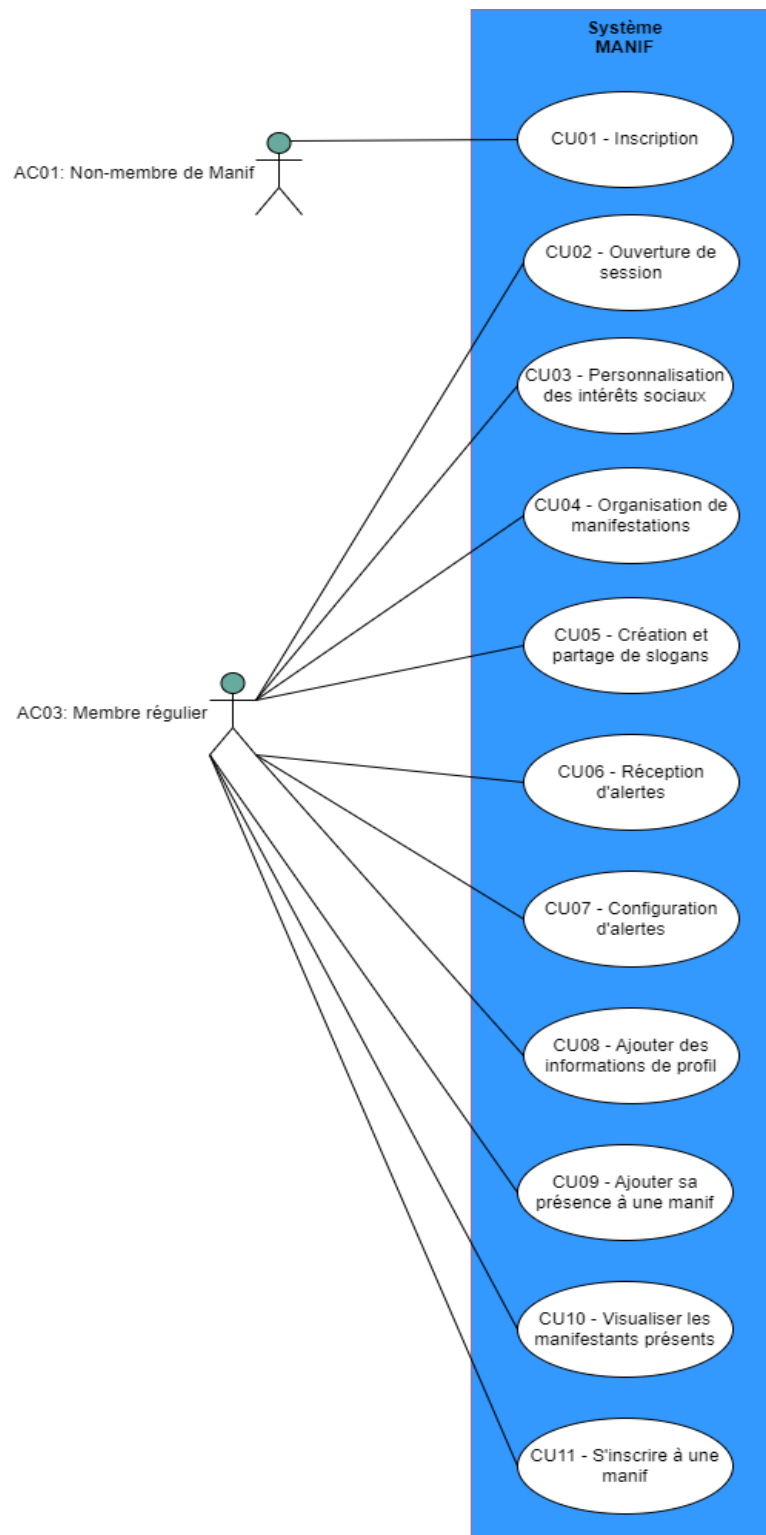 Système
MANIF
CU01 - Inscription
AC01: Non-membre de Manif
CU02 - Ouverture de
session
CU03 - Personnalisation
des intérêts sociaux
CU04 - Organisation de
manifestations
CU05 - Création et
partage de slogans
AC03: Membre régulier
CU06 - Réception
d'alertes
CU07 - Configuration
d'alertes
CU08 - Ajouter des
informations de profil
CU09 - Ajouter sa
présence à une manif
CU10 - Visualiser les
manifestants présents
CU11 - S'inscrire à une
manif